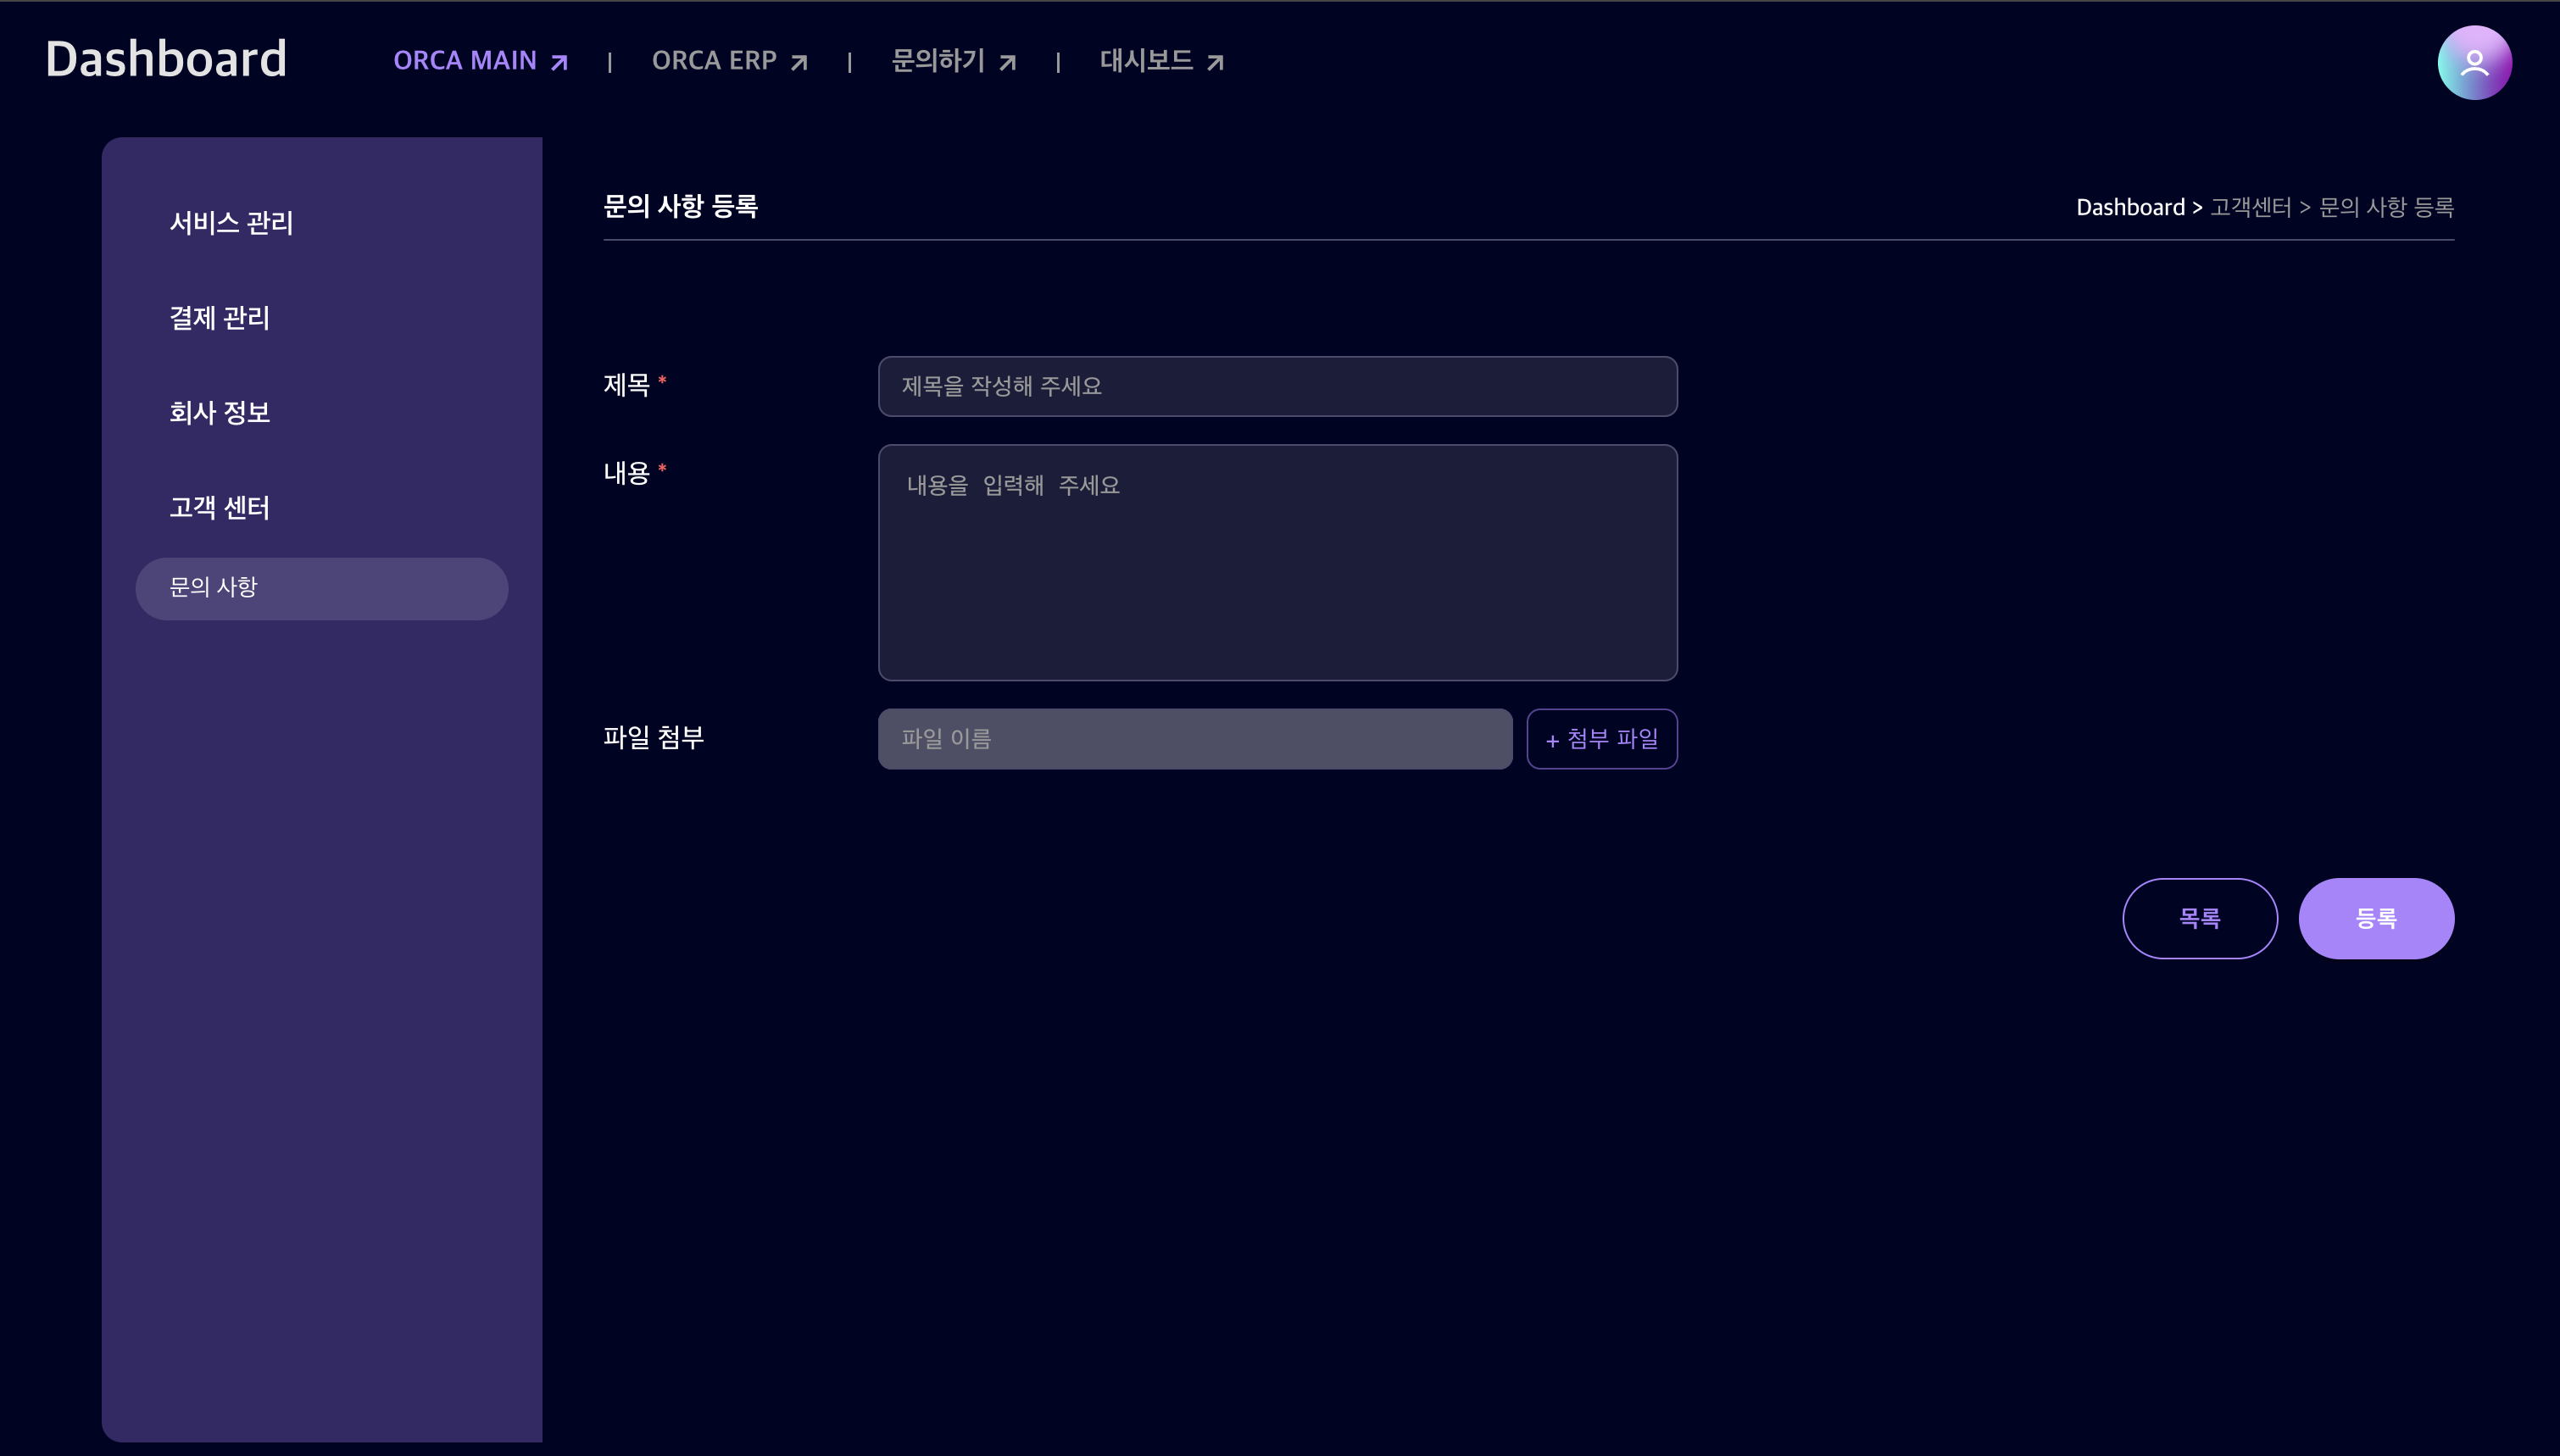 Dashboard
ORCA MAIN | ORCA ERP | 문의하기 | 대시보드
서비스 관리
결제 관리
회사 정보
고객 센터
문의 사항
문의 사항 등록
Dashboard > 고객센터 > 문의 사항 등록
제목 *
제목을 작성해 주세요
내용 *
내용을 입력해 주세요
파일 첨부
파일 이름
+ 첨부 파일
목록
등록